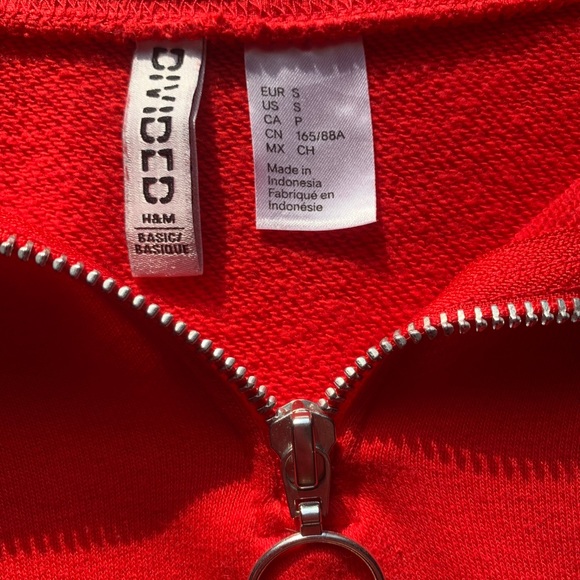 DIVIDED
H&M
BASIC/
BASIQUE
EUR S
US S
CA P
CN 165/88A
MX CH
Made in
Indonesia
Fabriqué en
Indonésie